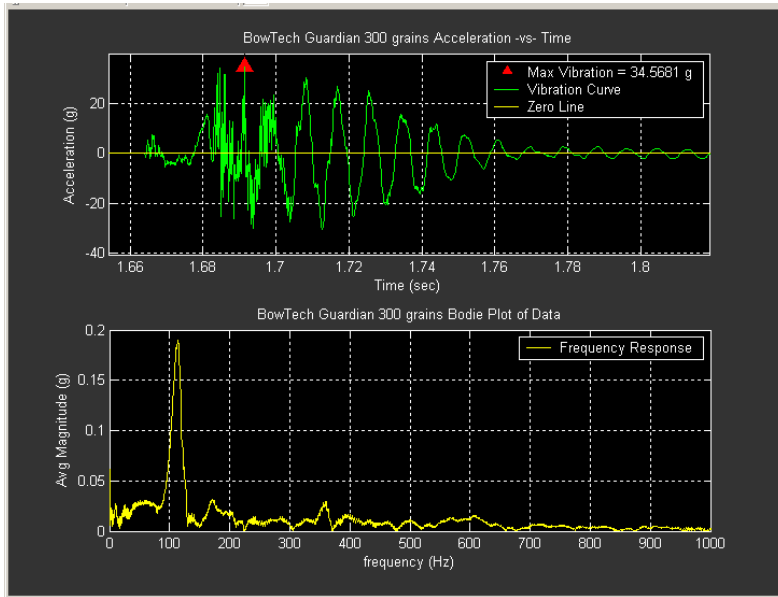 BowTech Guardian 300 grains Acceleration -vs- Time
Max Vibration = 34.5681 g
Vibration Curve
Zero Line
Acceleration (g)
20
0
-20
-40
1.66 1.68 1.7 1.72 1.74 1.76 1.78 1.8
Time (sec)
BowTech Guardian 300 grains Bodie Plot of Data
Frequency Response
Avg Magnitude (g)
0.2
0.15
0.1
0.05
0
0 100 200 300 400 500 600 700 800 900 1000
frequency (Hz)